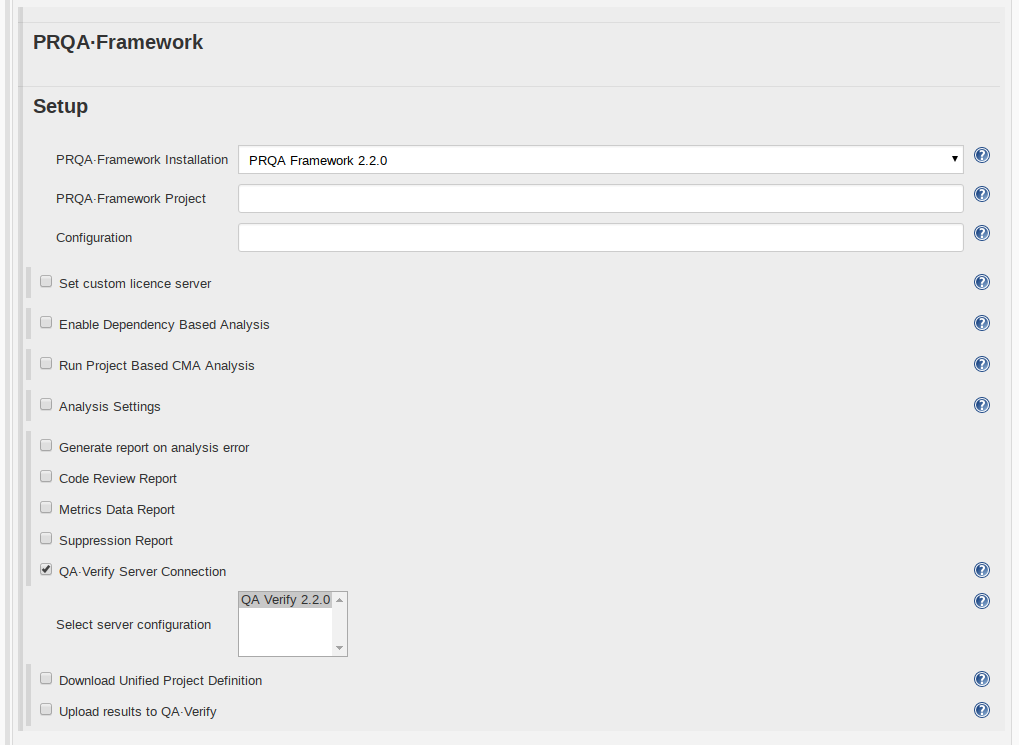 PRQA·Framework
Setup
PRQA·Framework Installation PRQA Framework 2.2.0
PRQA·Framework Project
Configuration
Set custom licence server
Enable Dependency Based Analysis
Run Project Based CMA Analysis
Analysis Settings
Generate report on analysis error
Code Review Report
Metrics Data Report
Suppression Report
QA·Verify Server Connection
QA Verify 2.2.0
Select server configuration
Download Unified Project Definition
Upload results to QA·Verify